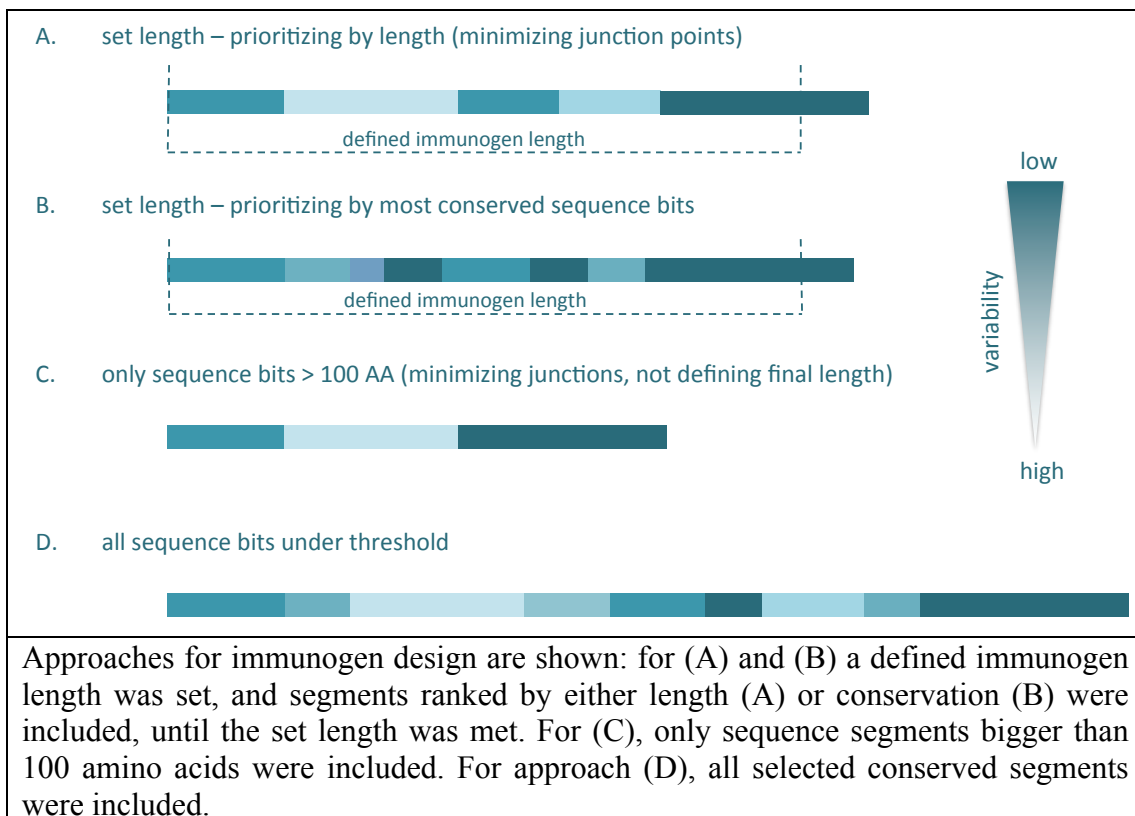 A. set length – prioritizing by length (minimizing junction points)
defined immunogen length
low
B. set length – prioritizing by most conserved sequence bits
defined immunogen length
variability
C. only sequence bits > 100 AA (minimizing junctions, not defining final length)
high
D. all sequence bits under threshold
Approaches for immunogen design are shown: for (A) and (B) a defined immunogen
length was set, and segments ranked by either length (A) or conservation (B) were
included, until the set length was met. For (C), only sequence segments bigger than
100 amino acids were included. For approach (D), all selected conserved segments
were included.